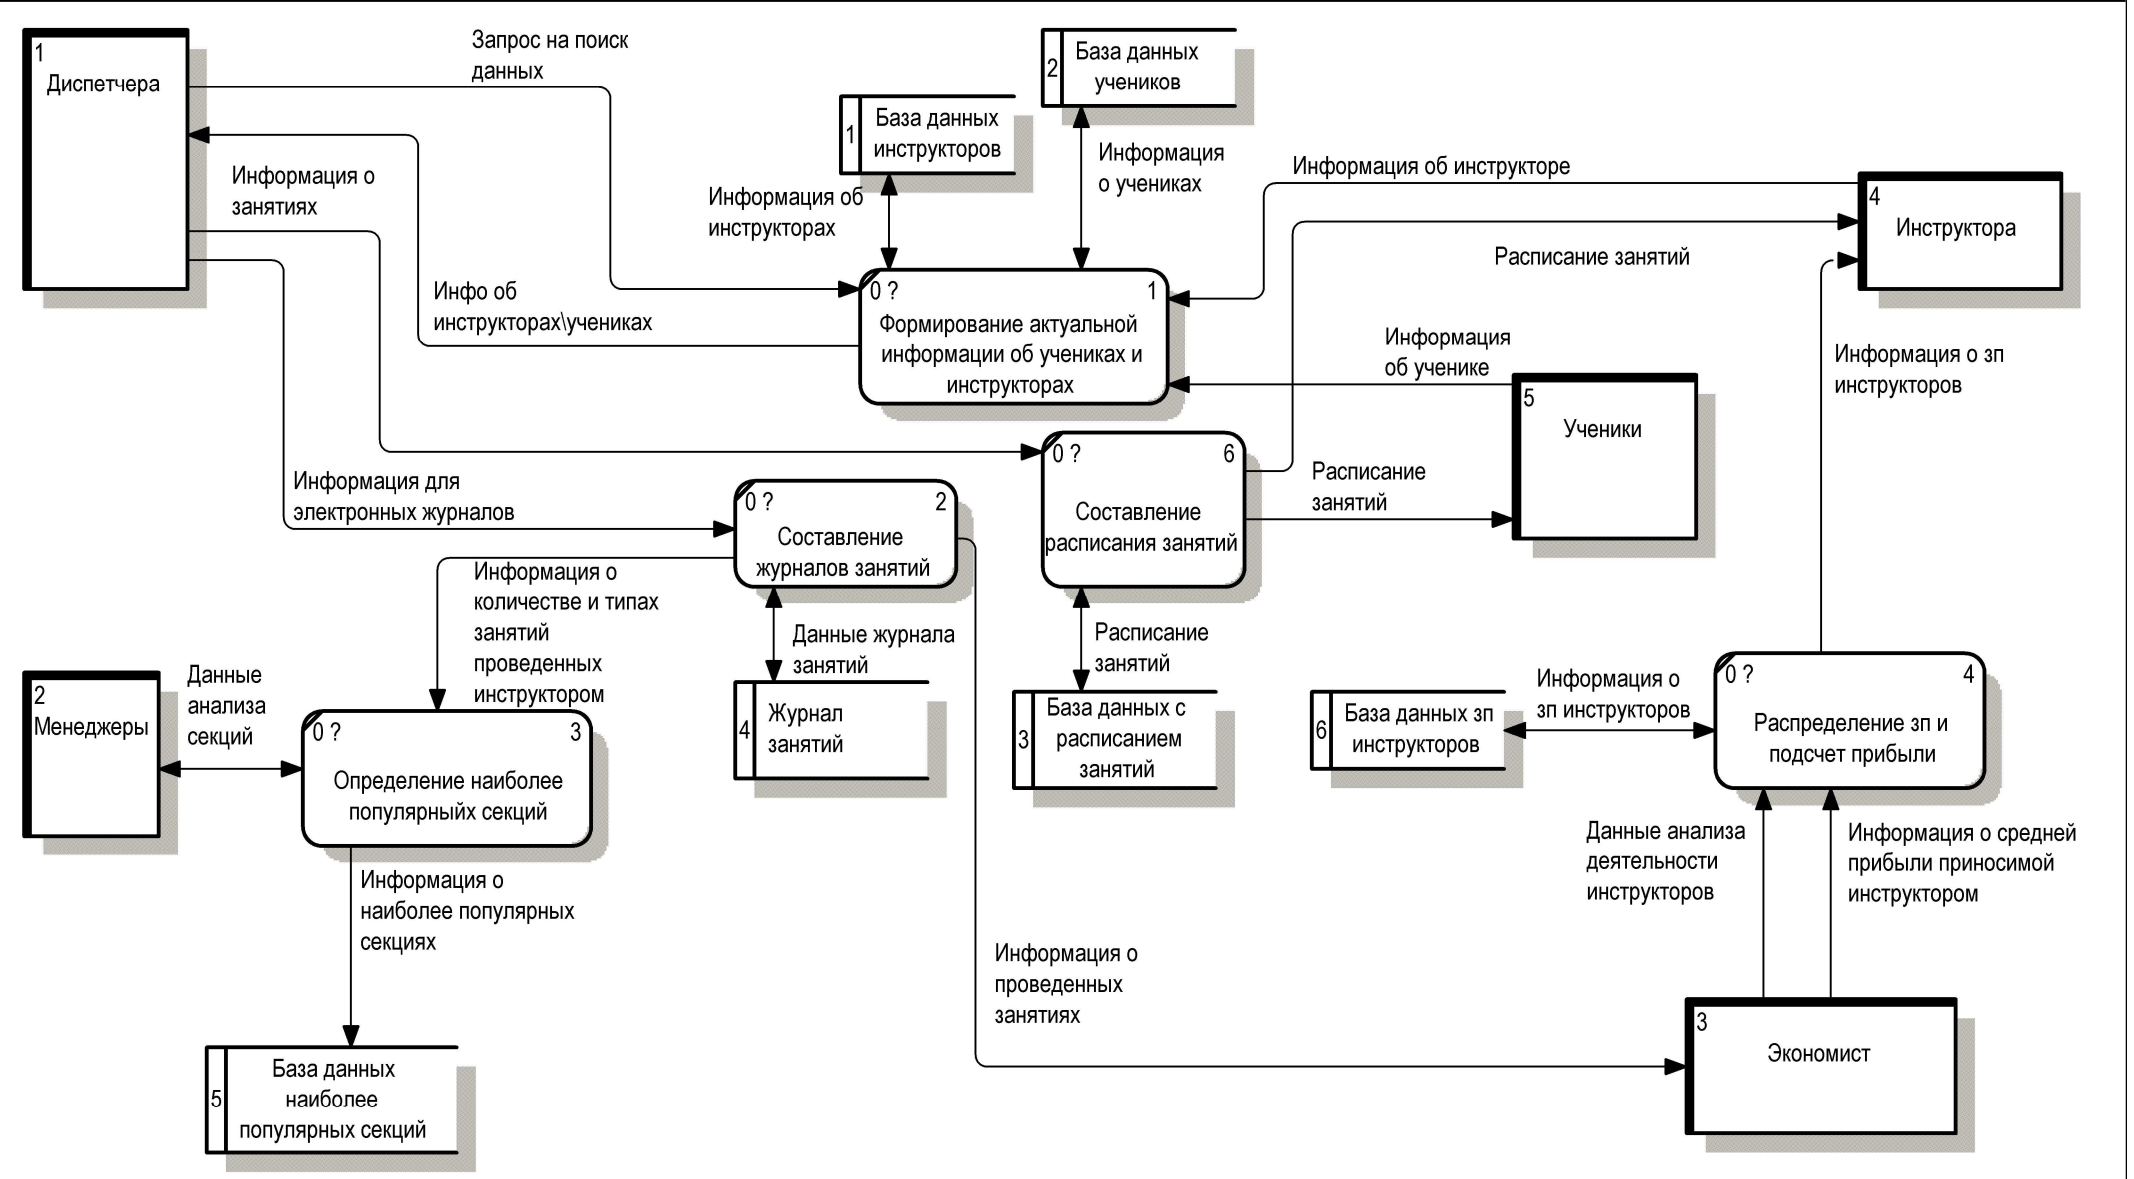 1
Диспетчера
Запрос на поиск
данных
2
База данных
учеников
1
База данных
инструкторов
Информация о
занятиях
Информация об
инструкторах
Информация
о учениках
Информация об инструкторе
4
Инструктора
Расписание занятий
Инфо об
инструкторах\учениках
0 ?
1
Формирование актуальной
информации об учениках и
инструкторах
Информация
об ученике
Информация о зп
инструкторов
5
Ученики
0 ?
6
Составление
расписания занятий
Расписание
занятий
Информация для
электронных журналов
0 ?
2
Составление
журналов занятий
Информация о
количестве и типах
занятий
проведенных
инструктором
Данные журнала
занятий
Расписание
занятий
2
Менеджеры
Данные
анализа
секций
0 ?
3
Определение наиболее
популярныйх секций
4
Журнал
занятий
3
База данных с
расписанием
занятий
6
База данных зп
инструкторов
Информация о
зп инструкторов
0 ?
4
Распределение зп и
подсчет прибыли
Данные анализа
деятельности
инструкторов
Информация о средней
прибыли приносимой
инструктором
Информация о
наиболее популярных
секциях
Информация о
проведенных
занятиях
3
Экономист
5
База данных
наиболее
популярных секций